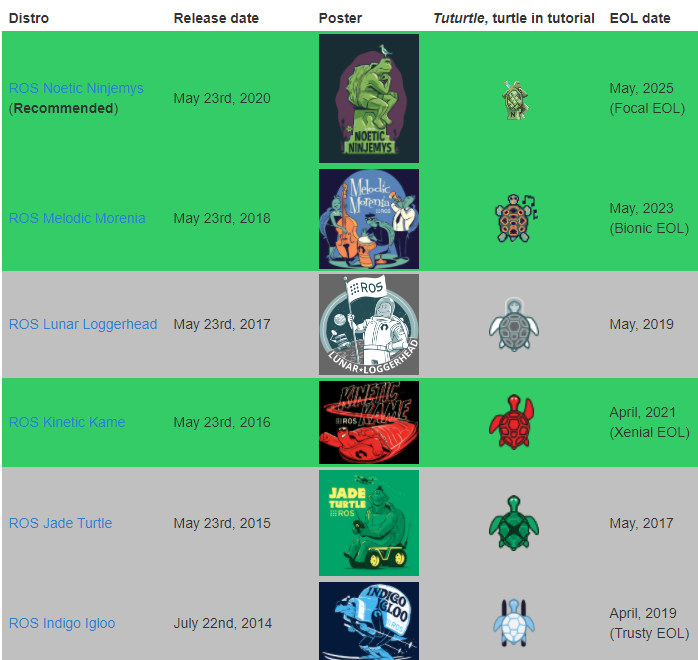 Distro Release date Poster Tuturtle, turtle in tutorial EOL date
ROS Noetic Ninjemys
(Recommended)
May 23rd, 2020
NOETIC
NINJEMYS
N
May, 2025
(Focal EOL)
ROS Melodic Morenia
May 23rd, 2018
Melodic
Morenia
ROS
May, 2023
(Bionic EOL)
ROS Lunar Loggerhead
May 23rd, 2017
ROS
LUNAR•LOGGERHEAD
May, 2019
ROS Kinetic Kame
May 23rd, 2016
KINETIC
KAME
ROS
April, 2021
(Xenial EOL)
ROS Jade Turtle
May 23rd, 2015
JADE
TURTLE
ROS
May, 2017
ROS Indigo Igloo
July 22nd, 2014
INDIGO
IGLOO
ROS
April, 2019
(Trusty EOL)